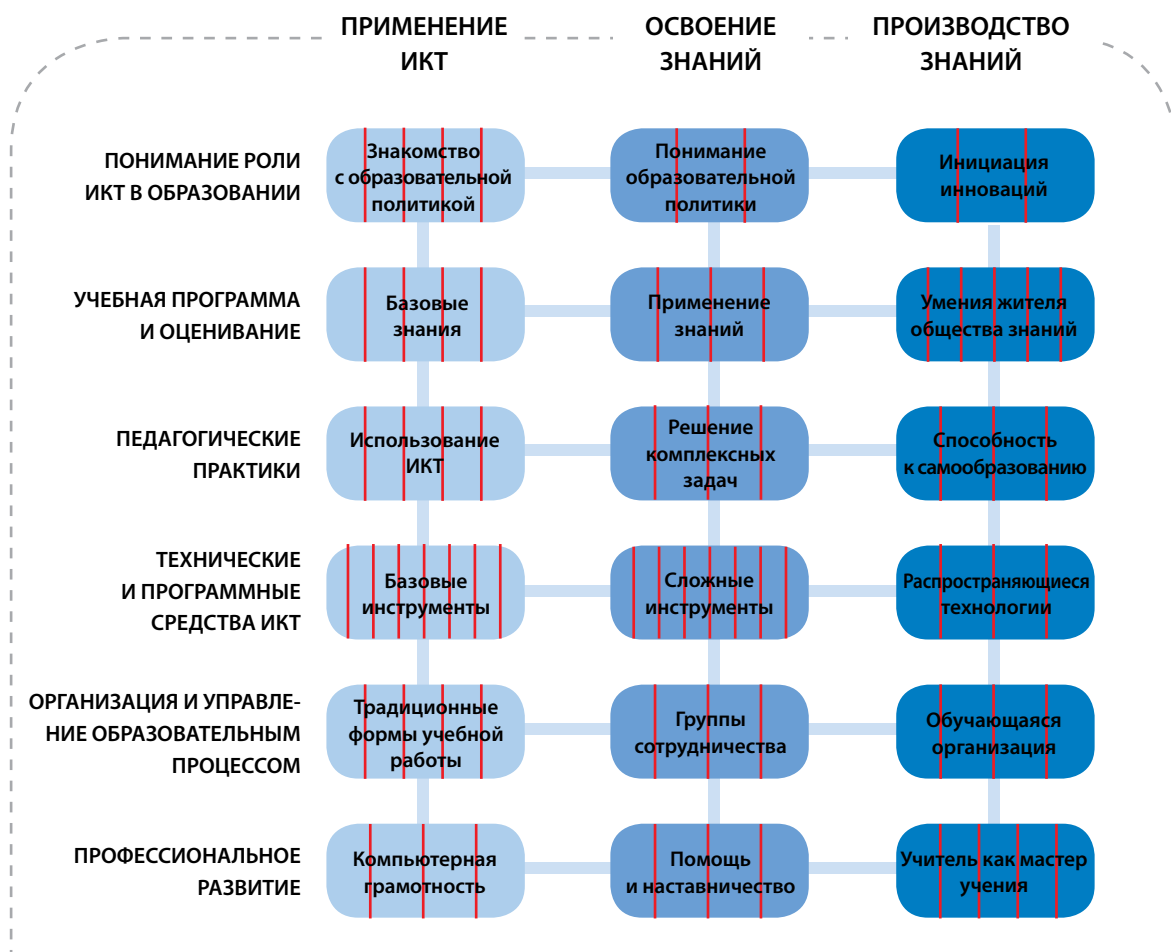 ПРИМЕНЕНИЕ
ИКТ
ОСВОЕНИЕ
ЗНАНИЙ
ПРОИЗВОДСТВО
ЗНАНИЙ
ПОНИМАНИЕ РОЛИ
ИКТ В ОБРАЗОВАНИИ
Знакомство
с образовательной
политикой
Понимание
образовательной
политики
Инициация
инноваций
УЧЕБНАЯ ПРОГРАММА
И ОЦЕНИВАНИЕ
Базовые
знания
Применение
знаний
Умения жителя
общества знаний
ПЕДАГОГИЧЕСКИЕ
ПРАКТИКИ
Использование
ИКТ
Решение
комплексных
задач
Способность
к самообразованию
ТЕХНИЧЕСКИЕ
И ПРОГРАММНЫЕ
СРЕДСТВА ИКТ
Базовые
инструменты
Сложные
инструменты
Распространяющиеся
технологии
ОРГАНИЗАЦИЯ И УПРАВЛЕ-
НИЕ ОБРАЗОВАТЕЛЬНЫМ
ПРОЦЕССОМ
Традиционные
формы учебной
работы
Группы
сотрудничества
Обучающаяся
организация
ПРОФЕССИОНАЛЬНОЕ
РАЗВИТИЕ
Компьютерная
грамотность
Помощь
и наставничество
Учитель как мастер
учения